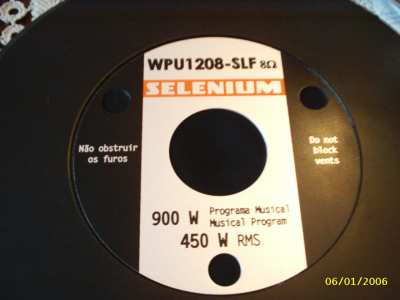 WPU1208-SLF 8Ω
SELENIUM
Não obstruir
os furos
Do not
block
vents
900 W Programa Musical
Musical Program
450 W RMS
06/01/2006